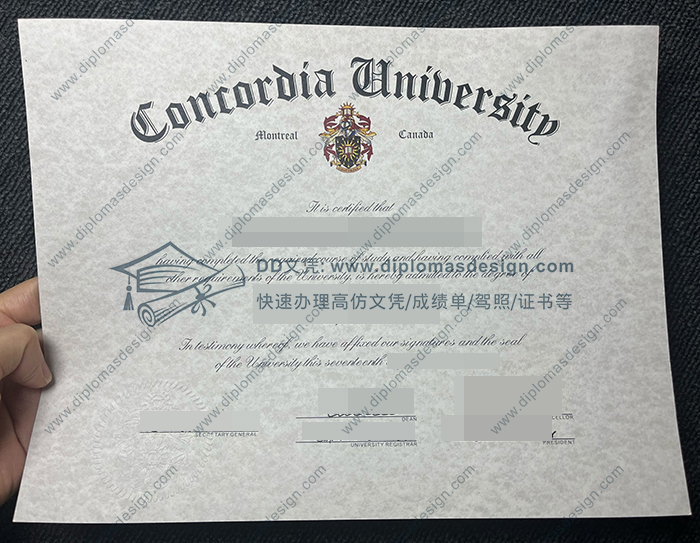 Concordia University
Montreal Canada
It is certified that
having completed the required course of study and having complied with all
other requirements of the University, is hereby admitted to the degree of
DD文凭: www.diplomasdesign.com
快速办理高仿文凭/成绩单/驾照/证书等
In testimony whereof, we have affixed our signatures and the seal
of the University this seventeenth
SECRETARY GENERAL
DEAN
UNIVERSITY REGISTRAR
PRESIDENT
www.diplomasdesign.com